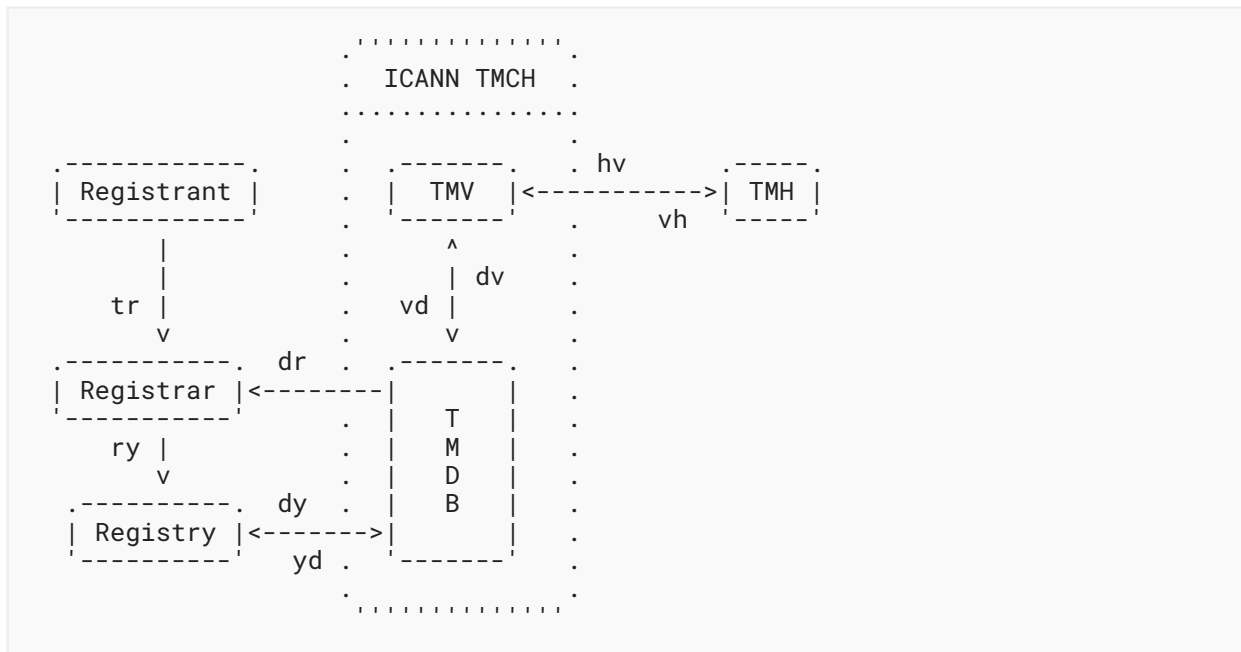 ICANN TMCH
hv
Registrant TMV TMH
vh
dv
tr vd
dr
Registrar
T
ry M
D
dy B
Registry
yd